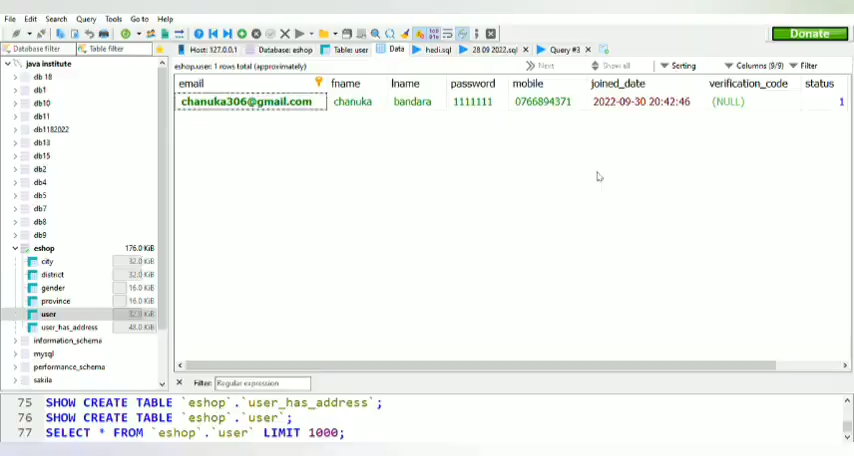 File Edit Search Query Tools Go to Help
Donate
Database filter Table filter Host: 127.0.0.1 Database: eshop Table: user Data hedi.sql 28 09 2022.sql Query #3
eshop.user: 1 rows total (approximately) Next Show all Sorting Columns (9/9) Filter
java institute
db 18
db1
db10
db11
db1182022
db13
db15
db2
db4
db5
db7
db8
db9
eshop 176.0 KiB
city 32.0 KiB
district 32.0 KiB
gender 16.0 KiB
province 16.0 KiB
user 32.0 KiB
user_has_address 48.0 KiB
information_schema
mysql
performance_schema
sakila
email fname lname password mobile joined_date verification_code status
chanuka306@gmail.com chanuka bandara 1111111 0766894371 2022-09-30 20:42:46 (NULL) 1
Filter: Regular expression
75 SHOW CREATE TABLE `eshop`.`user_has_address`;
76 SHOW CREATE TABLE `eshop`.`user`;
77 SELECT * FROM `eshop`.`user` LIMIT 1000;